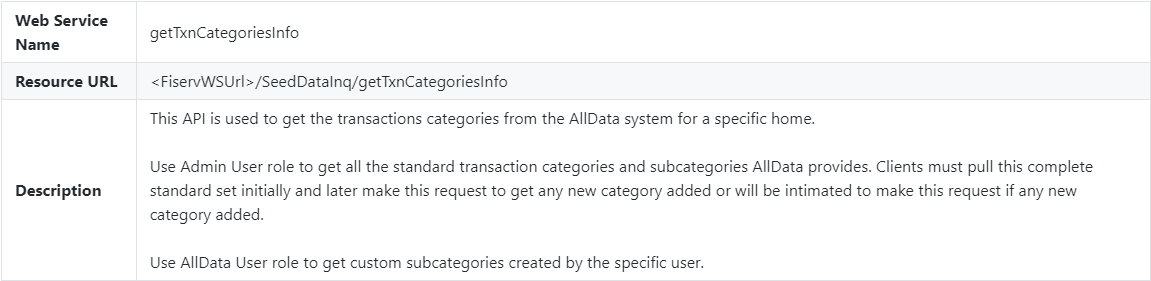 Web Service
Name
getTxnCategoriesInfo
Resource URL
<FiservWSUrl>/SeedDataInq/getTxnCategoriesInfo
Description
This API is used to get the transactions categories from the AllData system for a specific home.
Use Admin User role to get all the standard transaction categories and subcategories AllData provides. Clients must pull this complete
standard set initially and later make this request to get any new category added or will be intimated to make this request if any new
category added.
Use AllData User role to get custom subcategories created by the specific user.